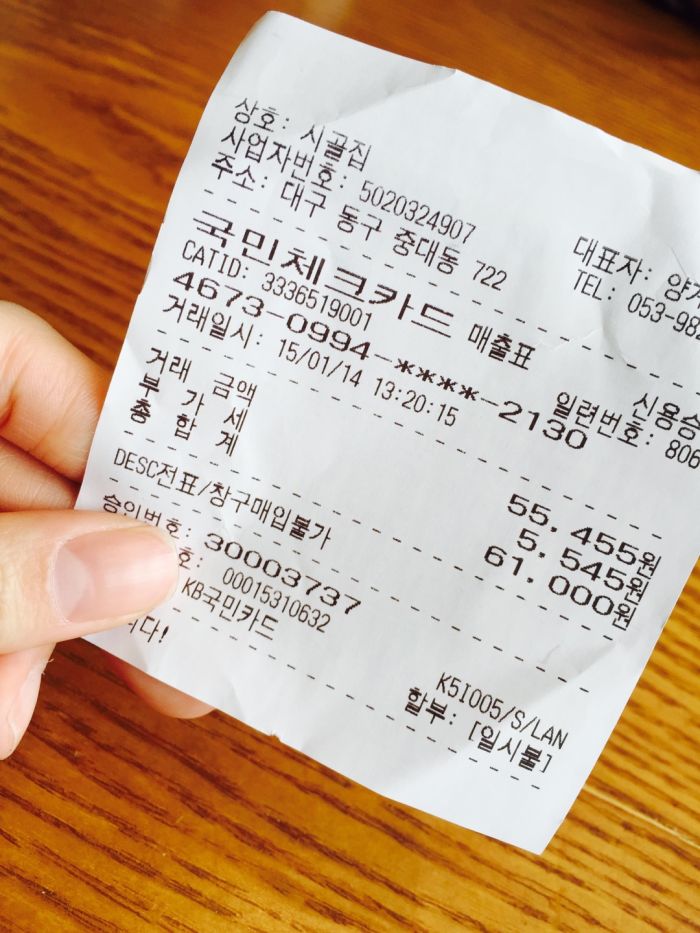 상호: 시골집
사업자번호: 5020324907 대표자: 양
주소: 대구 동구 중대동 722 TEL: 053-982
국민체크카드 매출표
CATID: 3336519001 신용승
4673-0994-****-2130 일련번호: 806
거래일시: 15/01/14 13:20:15
거래 금액 55,455원
부 가 세 5,545원
총 합 계 61,000원
DESC전표/창구매입불가
승인번호: 30003737
호: 00015310632 K5I005/S/LAN
KB국민카드 할부: [일시불]
니다!